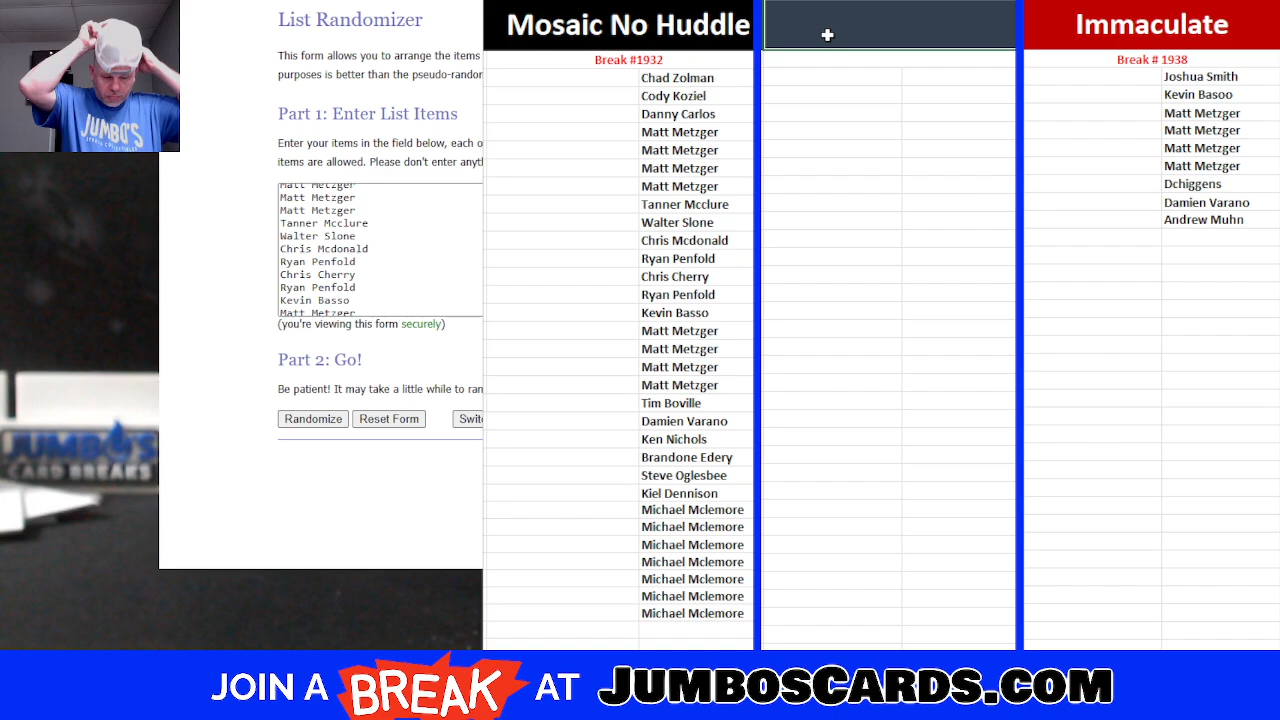 JUMBO'S
JUMBO'S
CARD BREAKS
List Randomizer
This form allows you to arrange the items
purposes is better than the pseudo-random
Part 1: Enter List Items
Enter your items in the field below, each o
items are allowed. Please don't enter anyt
Matt Metzger
Matt Metzger
Matt Metzger
Tanner Mcclure
Walter Slone
Chris Mcdonald
Ryan Penfold
Chris Cherry
Ryan Penfold
Kevin Basso
Matt Metzger
(you're viewing this form securely)
Part 2: Go!
Be patient! It may take a little while to ran
Randomize
Reset Form
Switc
Mosaic No Huddle
Break #1932
Chad Zolman
Cody Koziel
Danny Carlos
Matt Metzger
Matt Metzger
Matt Metzger
Matt Metzger
Tanner Mcclure
Walter Slone
Chris Mcdonald
Ryan Penfold
Chris Cherry
Ryan Penfold
Kevin Basso
Matt Metzger
Matt Metzger
Matt Metzger
Matt Metzger
Tim Boville
Damien Varano
Ken Nichols
Brandone Edery
Steve Oglesbee
Kiel Dennison
Michael Mclemore
Michael Mclemore
Michael Mclemore
Michael Mclemore
Michael Mclemore
Michael Mclemore
Michael Mclemore
Immaculate
Break # 1938
Joshua Smith
Kevin Basoo
Matt Metzger
Matt Metzger
Matt Metzger
Matt Metzger
Dchiggens
Damien Varano
Andrew Muhn
JOIN A BREAK AT JUMBOSCARDS.COM